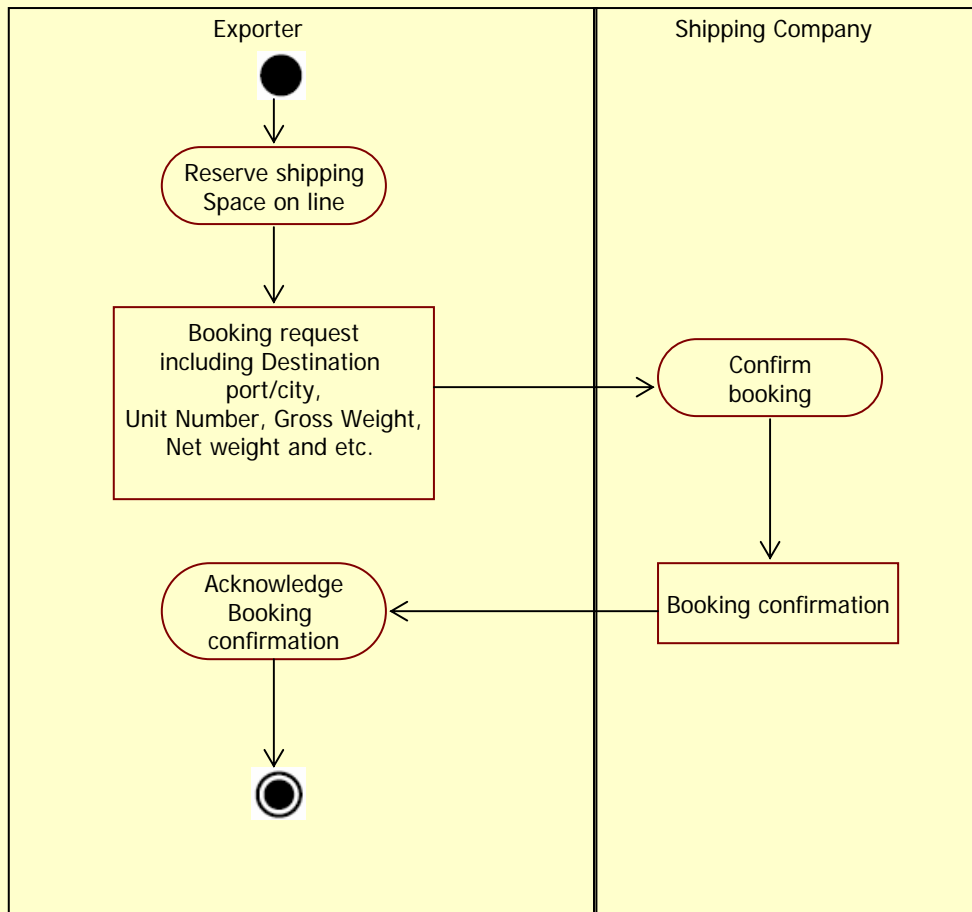 Exporter
Shipping Company
Reserve shipping
Space on line
Booking request
including Destination
port/city,
Unit Number, Gross Weight,
Net weight and etc.
Confirm
booking
Acknowledge
Booking
confirmation
Booking confirmation